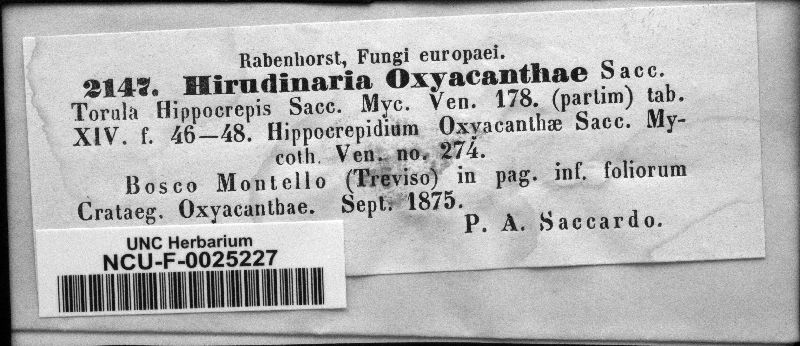 Rabenhorst, Fungi europaei.
2147. Hirudinaria Oxyacanthae Sacc.
Torula Hippocrepis Sacc. Myc. Ven. 178. (partim) tab.
XIV. f. 46—48. Hippocrepidium Oxyacanthæ Sacc. My-
coth. Ven. no. 274.
Bosco Montello (Treviso) in pag. inf. foliorum
Crataeg. Oxyacanthae. Sept. 1875.
P. A. Saccardo.
UNC Herbarium
NCU-F-0025227